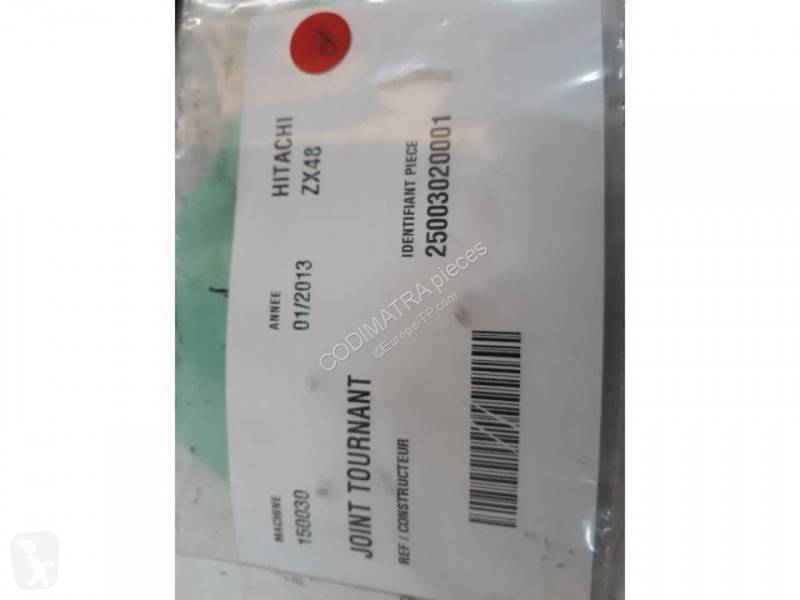 MACHINE
150030
ANNEE
01/2013
HITACHI
ZX48
JOINT TOURNANT
REF / CONSTRUCTEUR
IDENTIFIANT PIECE
25003020001
CODIMATRA pieces
©Europe-TP.com